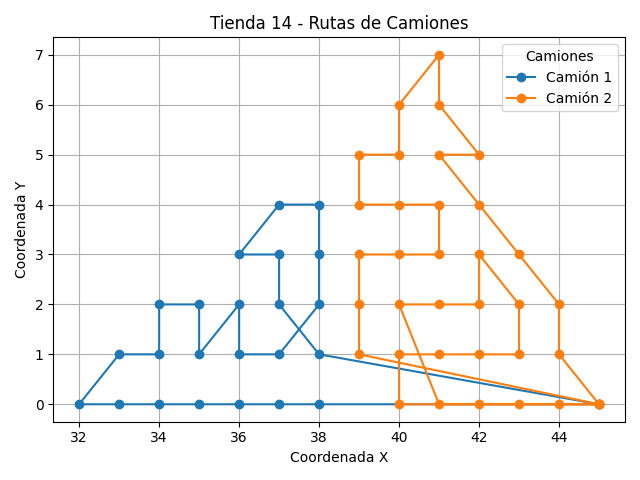 Tienda 14 - Rutas de Camiones
Camiones
Camión 1
Camión 2
Coordenada Y
7
6
5
4
3
2
1
0
32 34 36 38 40 42 44
Coordenada X